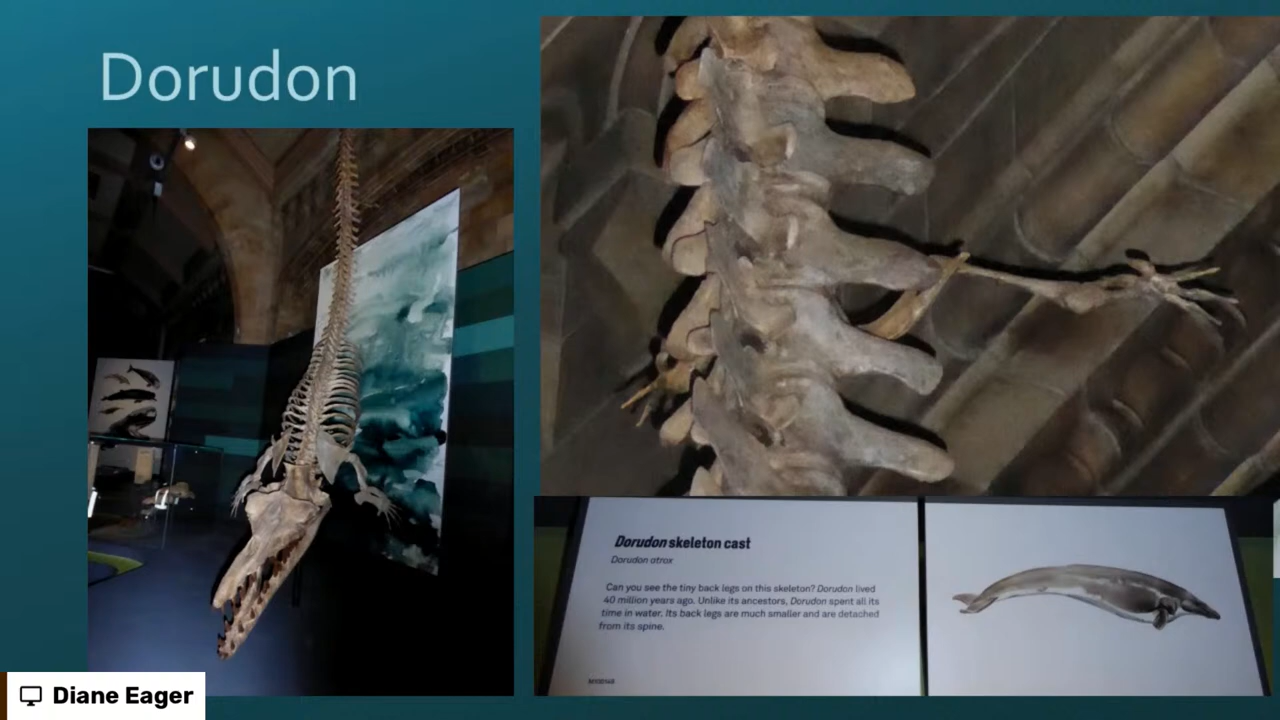 Dorudon
Dorudon skeleton cast
Dorudon atrox
Can you see the tiny back legs on this skeleton? Dorudon lived
40 million years ago. Unlike its ancestors, Dorudon spent all its
time in water. Its back legs are much smaller and are detached
from its spine.
Diane Eager